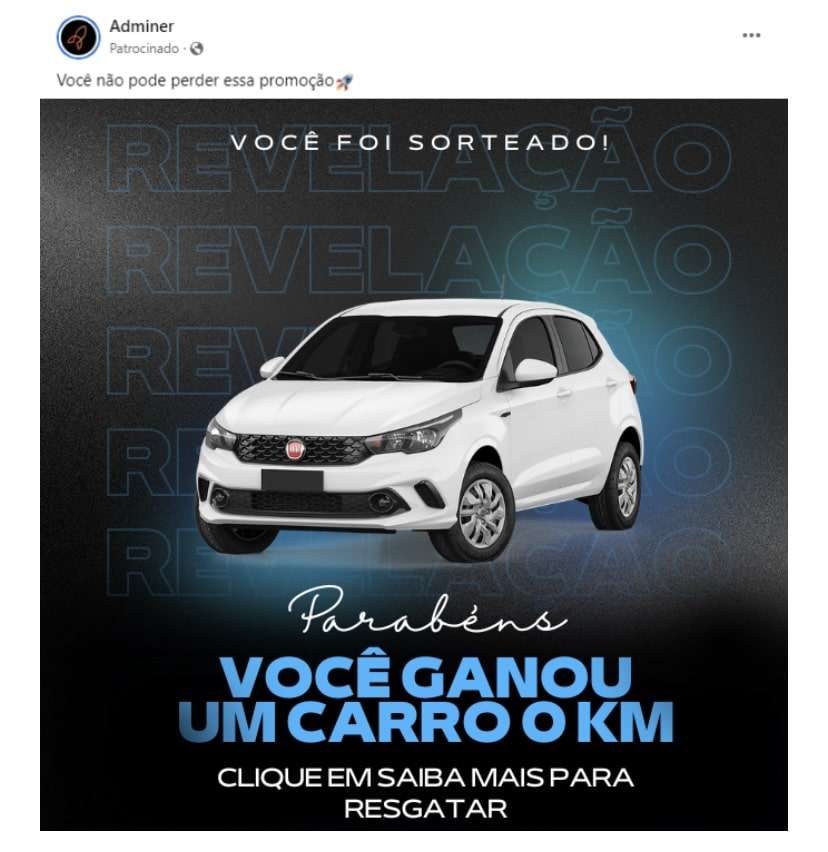 Adminer
Patrocinado ·
Você não pode perder essa promoção🚀
REVELAÇÃO
VOCÊ FOI SORTEADO!
REVELAÇÃO
REVELAÇÃO
REVELAÇÃO
REVELAÇÃO
Parabéns
VOCÊ GANOU
UM CARRO 0 KM
CLIQUE EM SAIBA MAIS PARA
RESGATAR